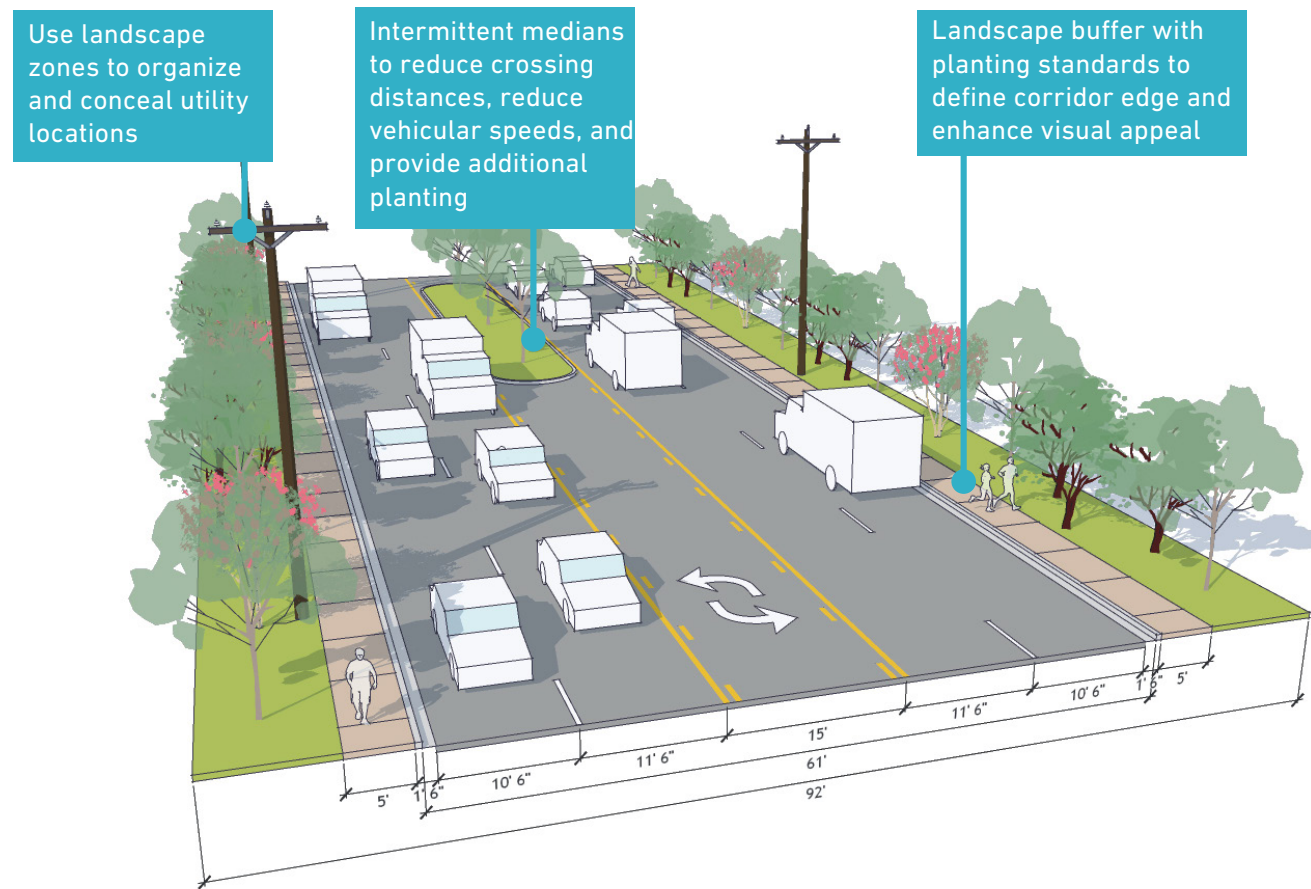 Use landscape
zones to organize
and conceal utility
locations
Intermittent medians
to reduce crossing
distances, reduce
vehicular speeds, and
provide additional
planting
Landscape buffer with
planting standards to
define corridor edge and
enhance visual appeal
5'
1' 6"
10' 6"
11' 6"
15'
11' 6"
10' 6"
1' 6"
5'
61'
92'